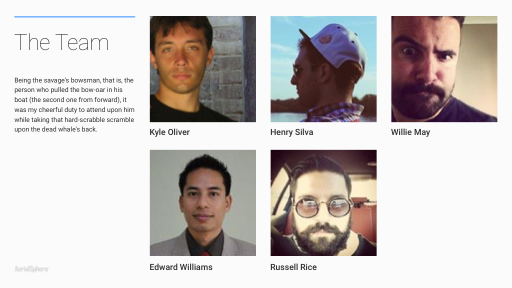 The Team
Being the savage's bowsman, that is, the
person who pulled the bow-oar in his
boat (the second one from forward), it
was my cheerful duty to attend upon him
while taking that hard-scrabble scramble
upon the dead whale's back.
Kyle Oliver
Henry Silva
Willie May
Edward Williams
Russell Rice